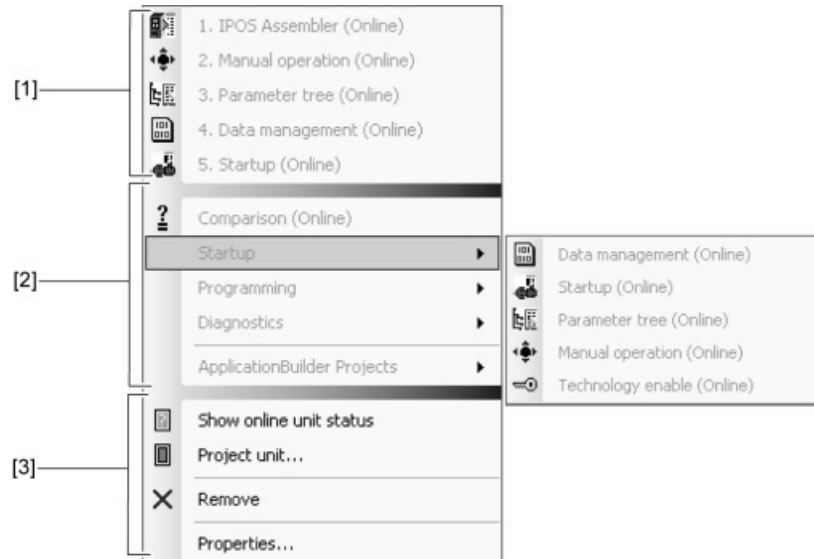 [1]
1. IPOS Assembler (Online)
2. Manual operation (Online)
3. Parameter tree (Online)
4. Data management (Online)
5. Startup (Online)
[2]
Comparison (Online)
Startup
Programming
Diagnostics
ApplicationBuilder Projects
Data management (Online)
Startup (Online)
Parameter tree (Online)
Manual operation (Online)
Technology enable (Online)
[3]
Show online unit status
Project unit...
Remove
Properties...